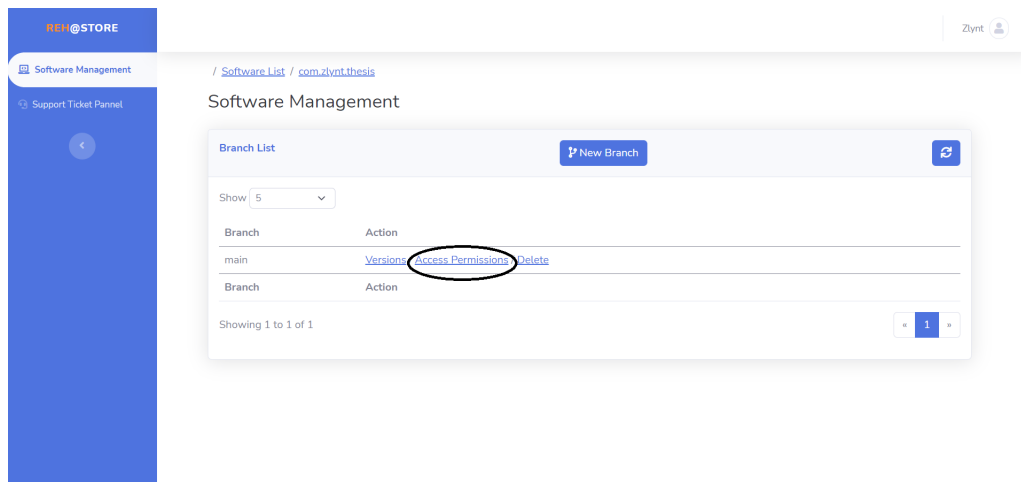 REH@STORE
Zlynt
Software Management
Support Ticket Pannel
/ Software List / com.zlynt.thesis
Software Management
Branch List
New Branch
Show 5
Branch Action
main Versions / Access Permissions / Delete
Branch Action
Showing 1 to 1 of 1
« 1 »